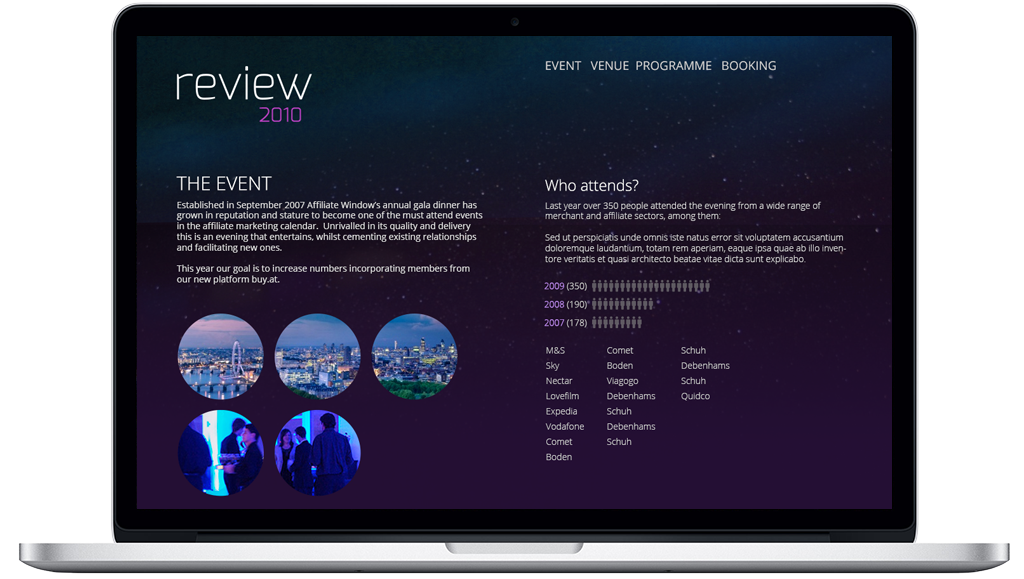 review
2010
EVENT VENUE PROGRAMME BOOKING
THE EVENT
Established in September 2007 Affiliate Window's annual gala dinner has
grown in reputation and stature to become one of the must attend events
in the affiliate marketing calendar. Unrivalled in its quality and delivery
this is an evening that entertains, whilst cementing existing relationships
and facilitating new ones.
This year our goal is to increase numbers incorporating members from
our new platform buy.at.
Who attends?
Last year over 350 people attended the evening from a wide range of
merchant and affiliate sectors, among them:
Sed ut perspiciatis unde omnis iste natus error sit voluptatem accusantium
doloremque laudantium, totam rem aperiam, eaque ipsa quae ab illo inven-
tore veritatis et quasi architecto beatae vitae dicta sunt explicabo.
2009 (350)
2008 (190)
2007 (178)
M&S Comet Schuh
Sky Boden Debenhams
Nectar Viagogo Schuh
Lovefilm Debenhams Quidco
Expedia Schuh
Vodafone Debenhams
Comet Schuh
Boden